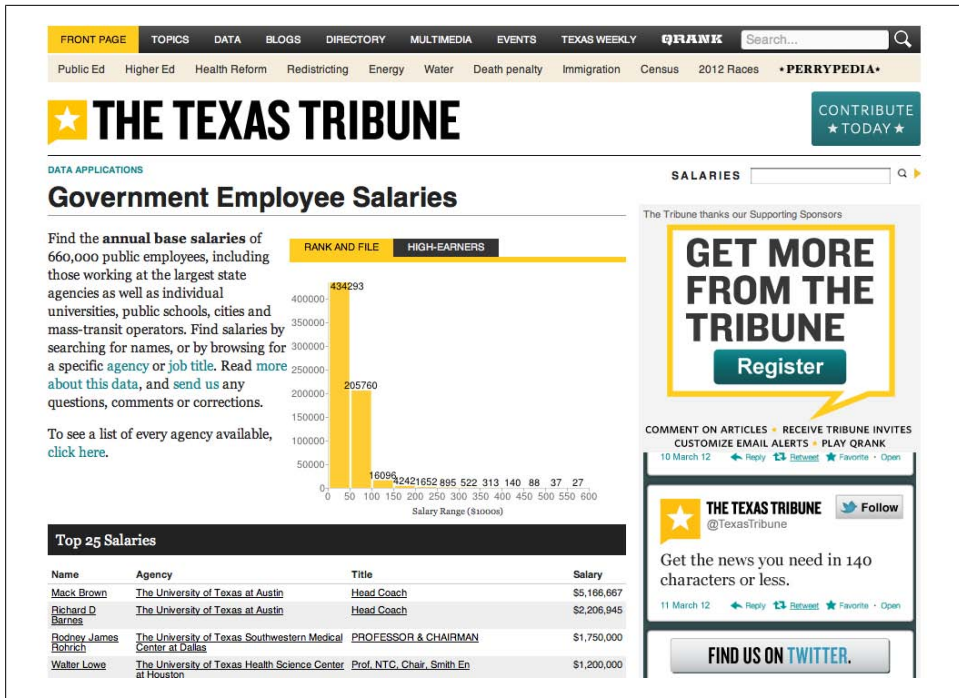 FRONT PAGE TOPICS DATA BLOGS DIRECTORY MULTIMEDIA EVENTS TEXAS WEEKLY QRANK Search...
Public Ed Higher Ed Health Reform Redistricting Energy Water Death penalty Immigration Census 2012 Races •PERRYPEDIA•
THE TEXAS TRIBUNE
CONTRIBUTE
★ TODAY ★
DATA APPLICATIONS
Government Employee Salaries
Find the annual base salaries of
660,000 public employees, including
those working at the largest state
agencies as well as individual
universities, public schools, cities and
mass-transit operators. Find salaries by
searching for names, or by browsing for
a specific agency or job title. Read more
about this data, and send us any
questions, comments or corrections.
To see a list of every agency available,
click here.
RANK AND FILE HIGH-EARNERS
434293
400000
350000
300000
250000
205760
200000
150000
100000
50000
16096 4242 1652 895 522 313 140 88 37 27
0
0 50 100 150 200 250 300 350 400 450 500 550 600
Salary Range ($1000s)
Top 25 Salaries
Name Agency Title Salary
Mack Brown The University of Texas at Austin Head Coach $5,166,667
Richard D The University of Texas at Austin Head Coach $2,206,945
Barnes
Rodney James The University of Texas Southwestern Medical PROFESSOR & CHAIRMAN $1,750,000
Rohrich Center at Dallas
Walter Lowe The University of Texas Health Science Center Prof, NTC, Chair, Smith En $1,200,000
at Houston
SALARIES
The Tribune thanks our Supporting Sponsors
GET MORE
FROM THE
TRIBUNE
Register
COMMENT ON ARTICLES • RECEIVE TRIBUNE INVITES
CUSTOMIZE EMAIL ALERTS • PLAY QRANK
10 March 12 Reply Retweet Favorite · Open
THE TEXAS TRIBUNE Follow
@TexasTribune
Get the news you need in 140
characters or less.
11 March 12 Reply Retweet Favorite · Open
FIND US ON TWITTER.